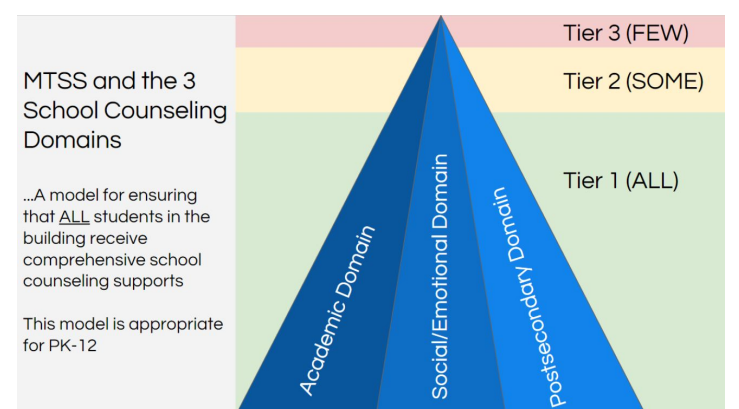 MTSS and the 3
School Counseling
Domains
...A model for ensuring
that ALL students in the
building receive
comprehensive school
counseling supports
This model is appropriate
for PK-12
Tier 3 (FEW)
Tier 2 (SOME)
Tier 1 (ALL)
Academic Domain
Social/Emotional Domain
Postsecondary Domain